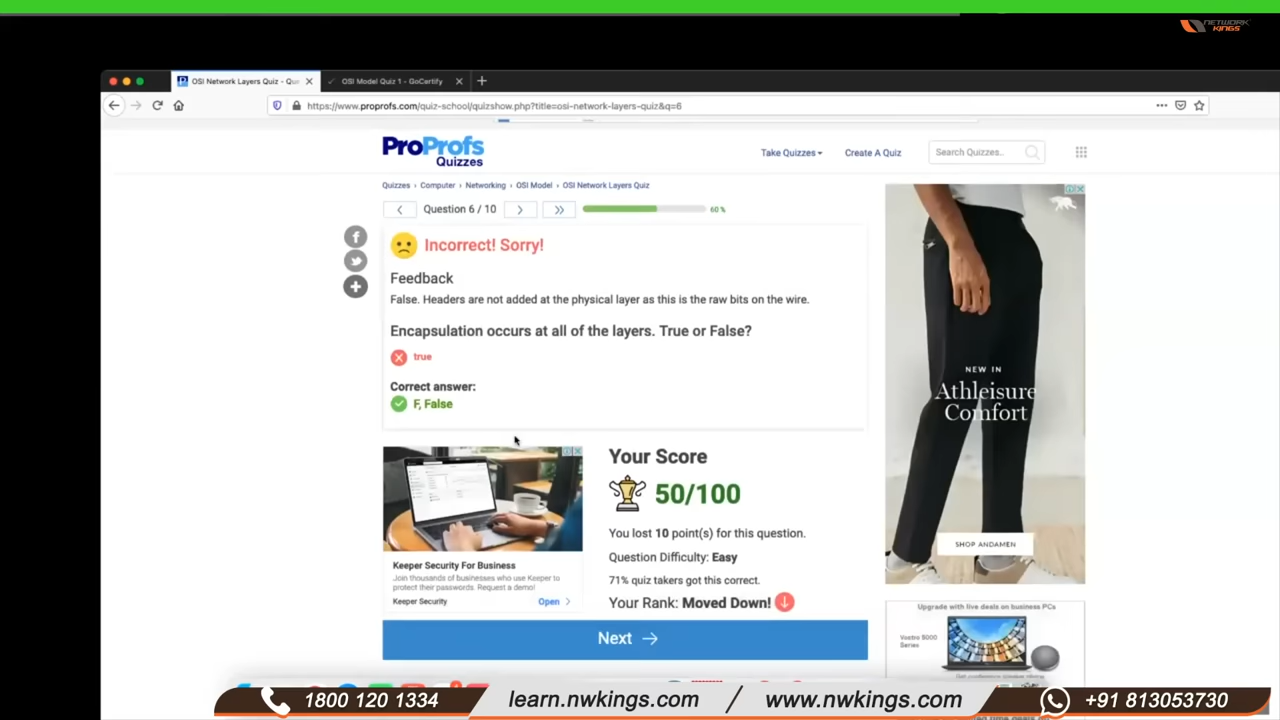 NETWORK
KINGS
OSI Network Layers Quiz - Qu
OSI Model Quiz 1 - GoCertify
https://www.proprofs.com/quiz-school/quizshow.php?title=osi-network-layers-quiz&q=6
ProProfs
Quizzes
Take Quizzes
Create A Quiz
Search Quizzes..
Quizzes › Computer › Networking › OSI Model › OSI Network Layers Quiz
Question 6 / 10
60 %
Incorrect! Sorry!
Feedback
False. Headers are not added at the physical layer as this is the raw bits on the wire.
Encapsulation occurs at all of the layers. True or False?
true
Correct answer:
F, False
Your Score
50/100
You lost 10 point(s) for this question.
Question Difficulty: Easy
71% quiz takers got this correct.
Your Rank: Moved Down!
Keeper Security For Business
Join thousands of businesses who use Keeper to
protect their passwords. Request a demo!
Keeper Security
Open
Next
NEW IN
Athleisure
Comfort
SHOP ANDAMEN
Upgrade with live deals on business PCs
Vostro 5000
Series
1800 120 1334
learn.nwkings.com / www.nwkings.com
+91 813053730